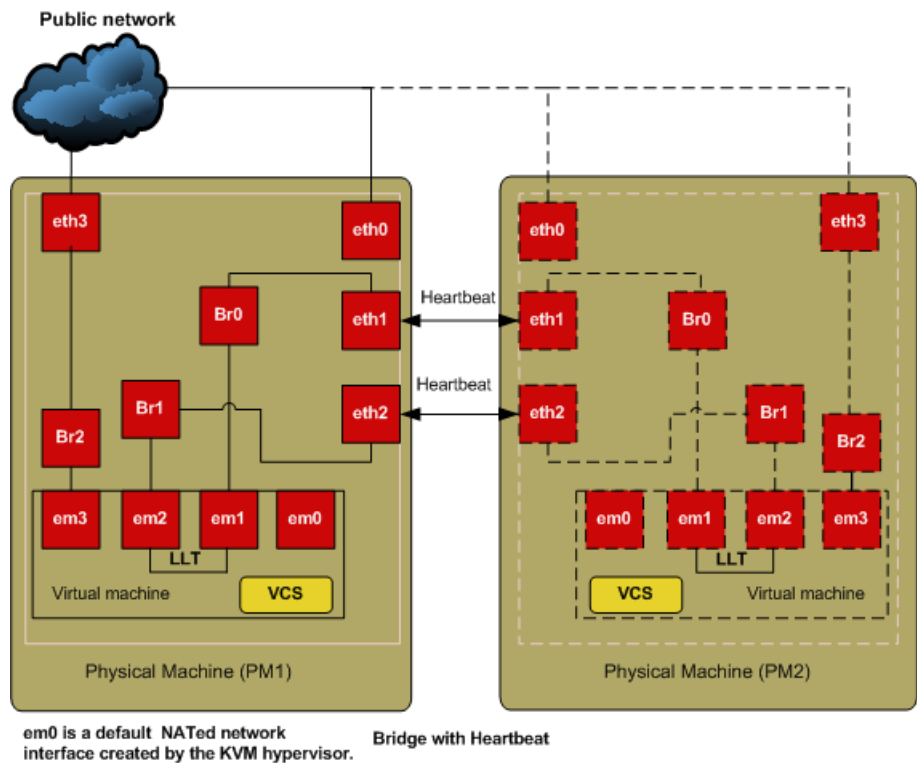 Public network
eth3
eth0
eth0
eth3
Heartbeat
Br0
eth1
eth1
Br0
Heartbeat
Br1
eth2
eth2
Br1
Br2
Br2
em3
em2
em1
em0
em0
em1
em2
em3
LLT
LLT
Virtual machine
VCS
VCS
Virtual machine
Physical Machine (PM1)
Physical Machine (PM2)
em0 is a default NATed network
interface created by the KVM hypervisor.
Bridge with Heartbeat